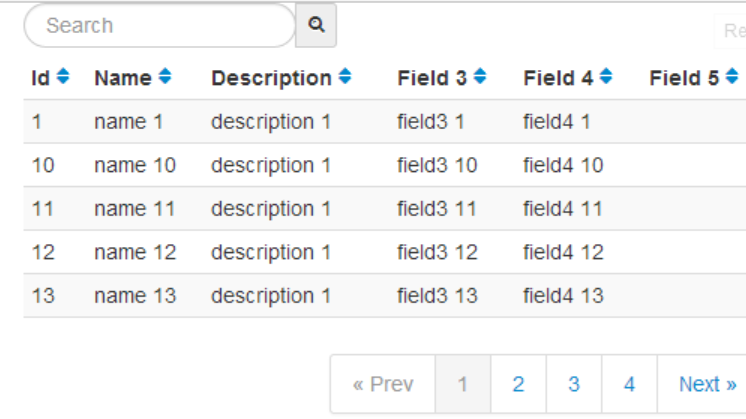 Search
Re
Id Name Description Field 3 Field 4 Field 5
1 name 1 description 1 field3 1 field4 1
10 name 10 description 1 field3 10 field4 10
11 name 11 description 1 field3 11 field4 11
12 name 12 description 1 field3 12 field4 12
13 name 13 description 1 field3 13 field4 13
« Prev 1 2 3 4 Next »